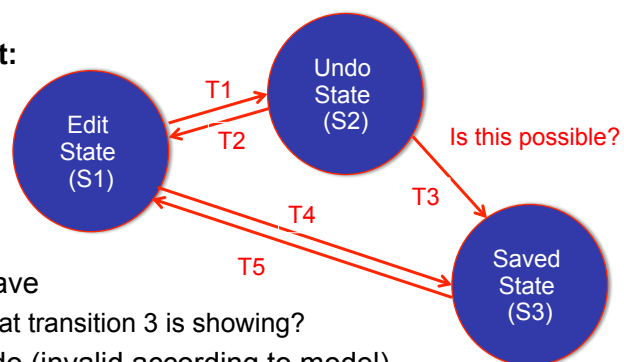 t:
Undo
State
(S2)
T1
Edit
State
(S1)
T2
Is this possible?
T3
T4
T5
Saved
State
(S3)
ave
at transition 3 is showing?
(invalid according to model)